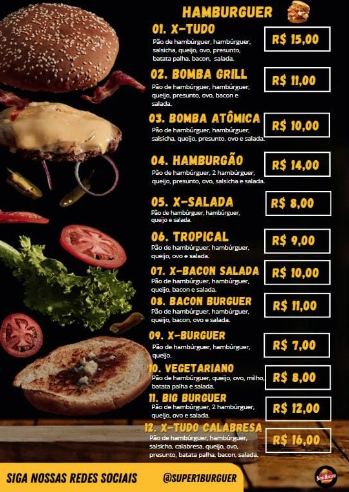 HAMBURGUER
01. X-TUDO
R$ 15,00
Pão de hambúrguer, hambúrguer,
salsicha, queijo, ovo, presunto,
batata palha, bacon, salada.
02. BOMBA GRILL
R$ 11,00
Pão de hambúrguer, hambúrguer,
queijo, presunto, ovo, bacon e
salada.
03. BOMBA ATÔMICA
R$ 10,00
Pão de hambúrguer, hambúrguer,
salsicha, queijo, presunto, ovo e salada.
04. HAMBURGÃO
R$ 14,00
Pão de hambúrguer, 2 hambúrguer,
queijo, presunto, ovo, salsicha e salada.
05. X-SALADA
R$ 8,00
Pão de hambúrguer, hambúrguer,
queijo e salada.
06. TROPICAL
R$ 9,00
Pão de hambúrguer, hambúrguer,
queijo, ovo e salada.
07. X-BACON SALADA
R$ 10,00
Pão de hambúrguer, hambúrguer,
queijo, bacon e salada.
08. BACON BURGUER
R$ 11,00
Pão de hambúrguer, hambúrguer,
queijo, bacon, ovo e salada.
09. X-BURGUER
R$ 7,00
Pão de hambúrguer, hambúrguer,
queijo.
10. VEGETARIANO
R$ 8,00
Pão de hambúrguer, queijo, ovo, milho,
batata palha e salada.
11. BIG BURGUER
R$ 12,00
Pão de hambúrguer, 2 hambúrguer,
queijo, ovo e salada.
12. X-TUDO CALABRESA
R$ 16,00
Pão de hambúrguer, hambúrguer,
salsicha, calabresa, queijo, ovo,
presunto, batata palha, bacon, salada.
SIGA NOSSAS REDES SOCIAIS
@SUPER1BURGUER